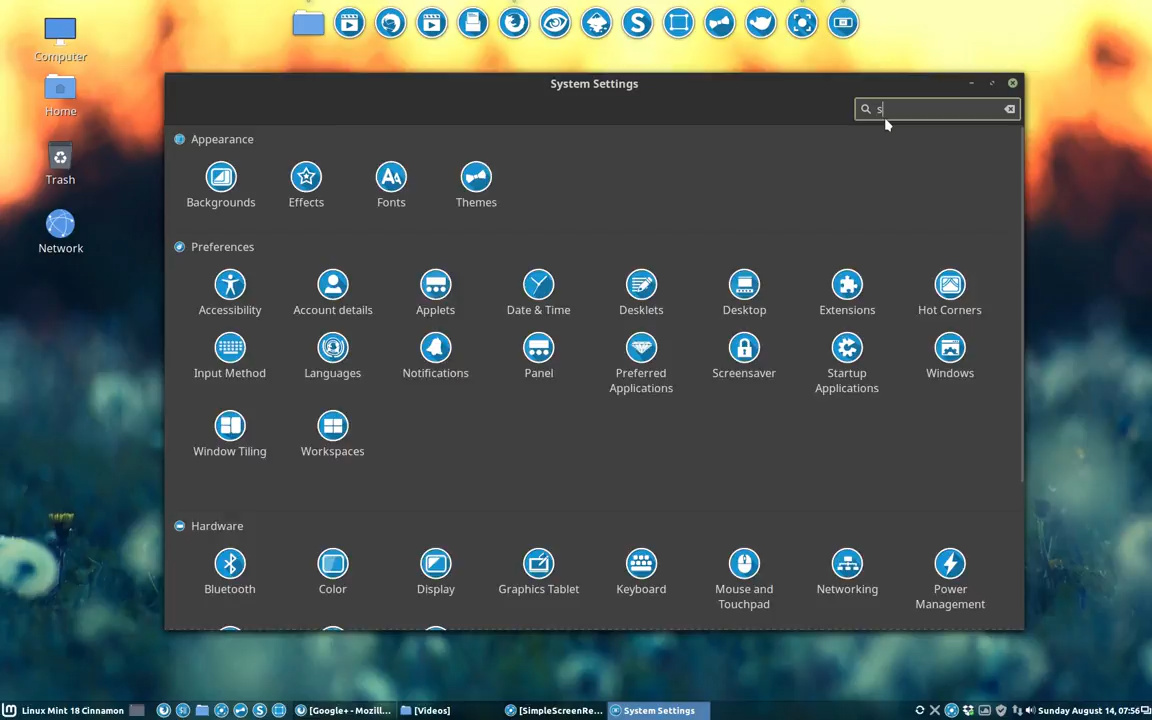 Computer
Home
Trash
Network
System Settings
s
Appearance
Backgrounds Effects Fonts Themes
Preferences
Accessibility Account details Applets Date & Time Desklets Desktop Extensions Hot Corners
Input Method Languages Notifications Panel Preferred Applications Screensaver Startup Applications Windows
Window Tiling Workspaces
Hardware
Bluetooth Color Display Graphics Tablet Keyboard Mouse and Touchpad Networking Power Management
Linux Mint 18 Cinnamon [Google+ - Mozill... [Videos] [SimpleScreenRe... System Settings Sunday August 14, 07:56